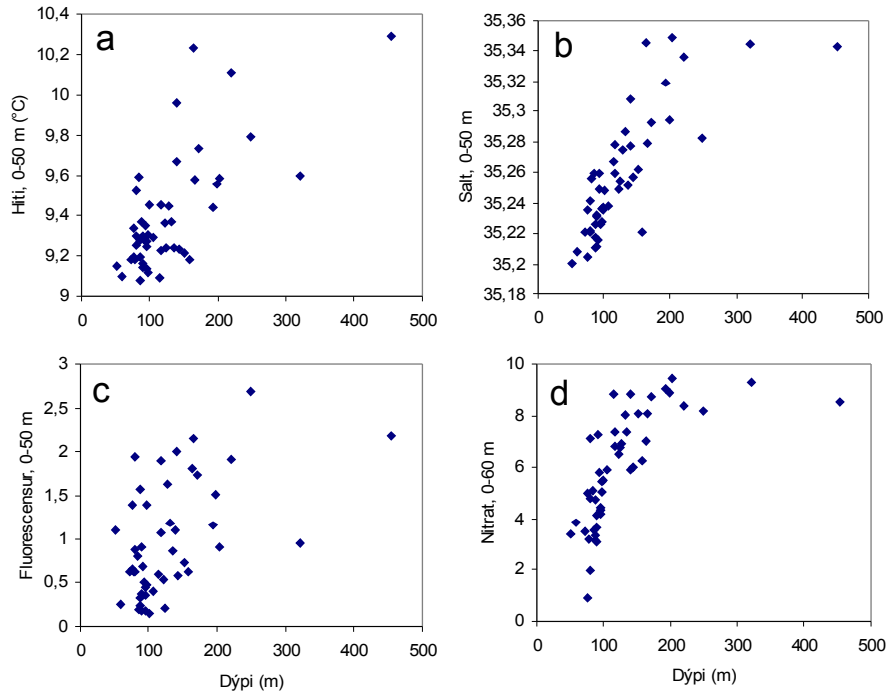 a
Hiti, 0-50 m (°C)
10,4
10,2
10
9,8
9,6
9,4
9,2
9
0 100 200 300 400 500
b
Salt, 0-50 m
35,36
35,34
35,32
35,3
35,28
35,26
35,24
35,22
35,2
35,18
0 100 200 300 400 500
c
Fluorescensur, 0-50 m
3
2,5
2
1,5
1
0,5
0
0 100 200 300 400 500
Dýpi (m)
d
Nitrat, 0-60 m
10
8
6
4
2
0
0 100 200 300 400 500
Dýpi (m)